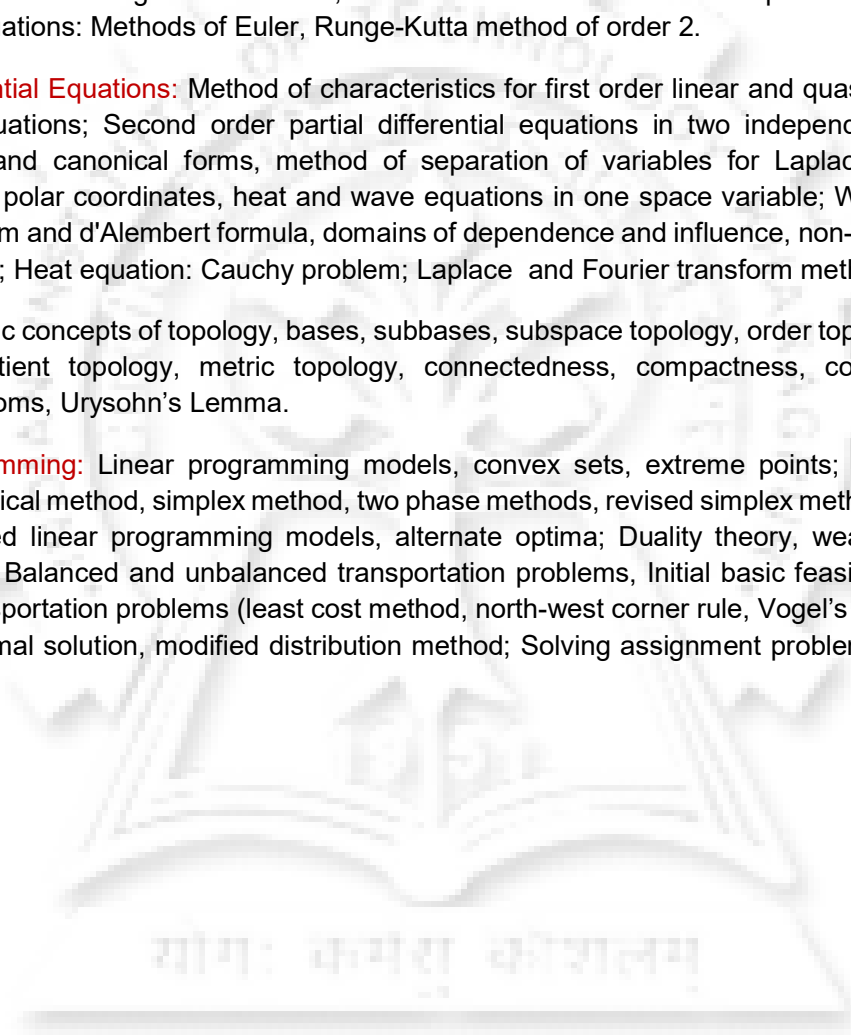 ations: Methods of Euler, Runge-Kutta method of order 2.
ntial Equations: Method of characteristics for first order linear and quas
uations; Second order partial differential equations in two independ
and canonical forms, method of separation of variables for Laplac
polar coordinates, heat and wave equations in one space variable; W
m and d'Alembert formula, domains of dependence and influence, non-
; Heat equation: Cauchy problem; Laplace and Fourier transform meth
c concepts of topology, bases, subbases, subspace topology, order top
tient topology, metric topology, connectedness, compactness, co
oms, Urysohn’s Lemma.
mming: Linear programming models, convex sets, extreme points;
ical method, simplex method, two phase methods, revised simplex meth
ed linear programming models, alternate optima; Duality theory, wea
Balanced and unbalanced transportation problems, Initial basic feasi
sportation problems (least cost method, north-west corner rule, Vogel’s
mal solution, modified distribution method; Solving assignment problem
योगः कर्मसु कौशलम्